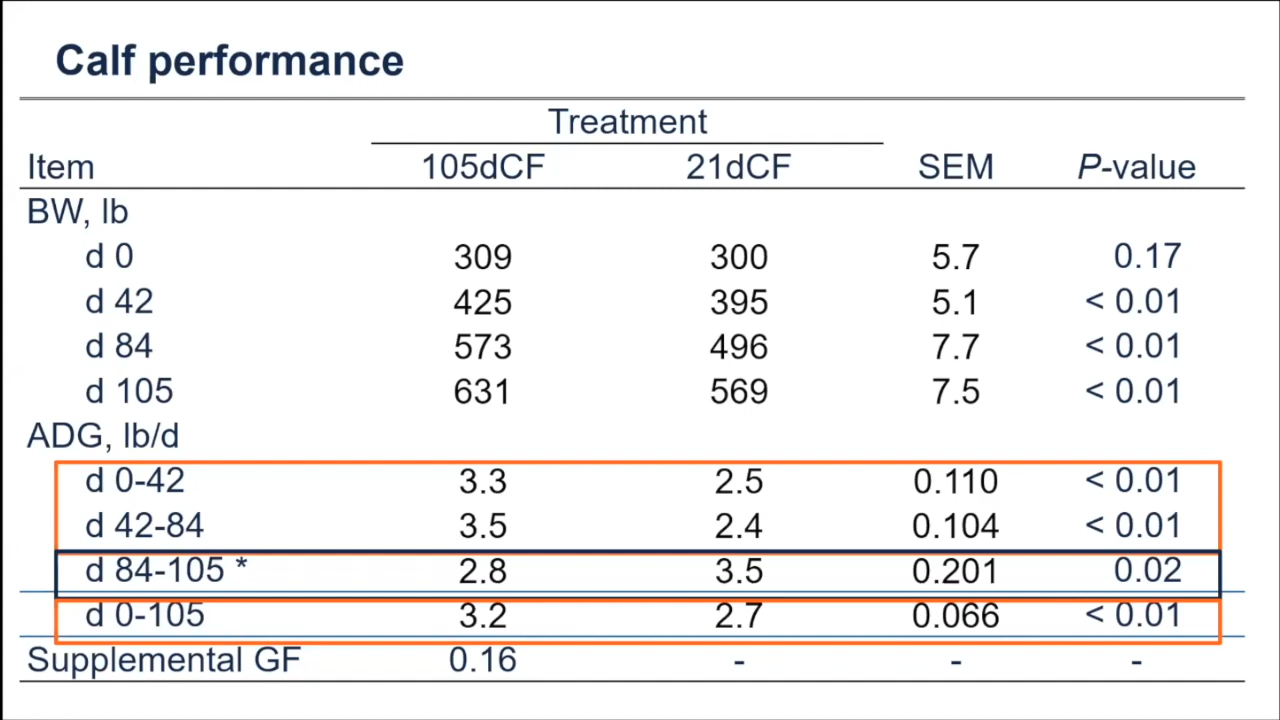 Calf performance
Treatment
Item 105dCF 21dCF SEM P-value
BW, lb
d 0 309 300 5.7 0.17
d 42 425 395 5.1 < 0.01
d 84 573 496 7.7 < 0.01
d 105 631 569 7.5 < 0.01
ADG, lb/d
d 0-42 3.3 2.5 0.110 < 0.01
d 42-84 3.5 2.4 0.104 < 0.01
d 84-105 * 2.8 3.5 0.201 0.02
d 0-105 3.2 2.7 0.066 < 0.01
Supplemental GF 0.16 - - -